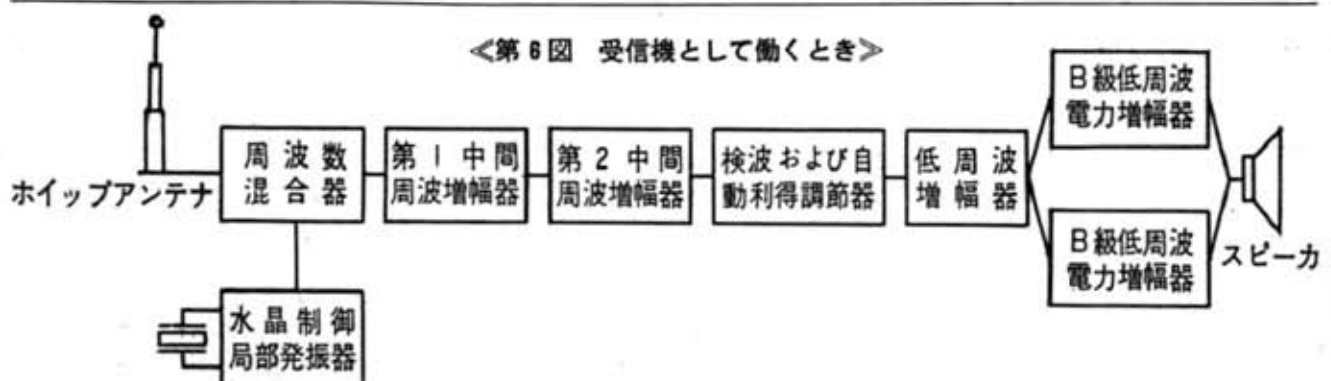 ≪第6図 受信機として働くとき≫
ホイップアンテナ
周波数
混合器
第1中間
周波増幅器
第2中間
周波増幅器
検波および自
動利得調節器
低周波
増幅器
B級低周波
電力増幅器
B級低周波
電力増幅器
スピーカ
水晶制御
局部発振器